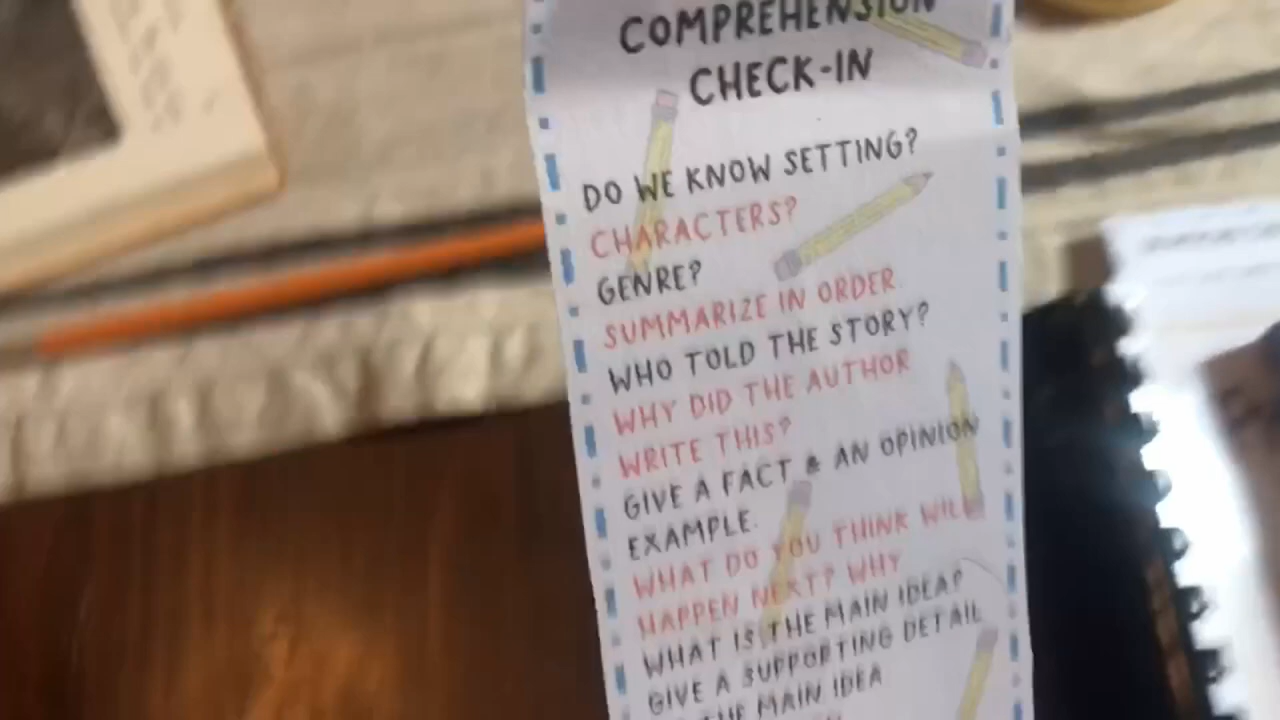 COMPREHENSION
CHECK-IN
DO WE KNOW SETTING?
CHARACTERS?
GENRE?
SUMMARIZE IN ORDER
WHO TOLD THE STORY?
WHY DID THE AUTHOR
WRITE THIS?
GIVE A FACT & AN OPINION
EXAMPLE.
WHAT DO YOU THINK WILL
HAPPEN NEXT? WHY
WHAT IS THE MAIN IDEA?
GIVE A SUPPORTING DETAIL
THE MAIN IDEA